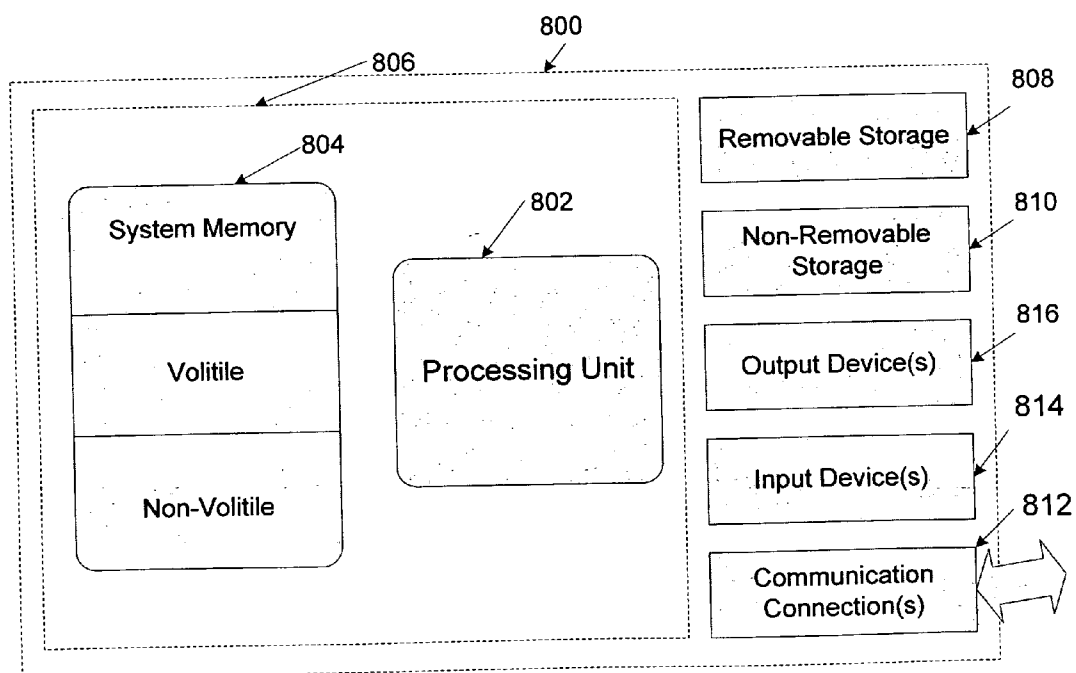 800
806
808
804
Removable Storage
802
810
System Memory
Non-Removable
Storage
816
Volitile
Processing Unit
Output Device(s)
814
Input Device(s)
Non-Volitile
812
Communication
Connection(s)